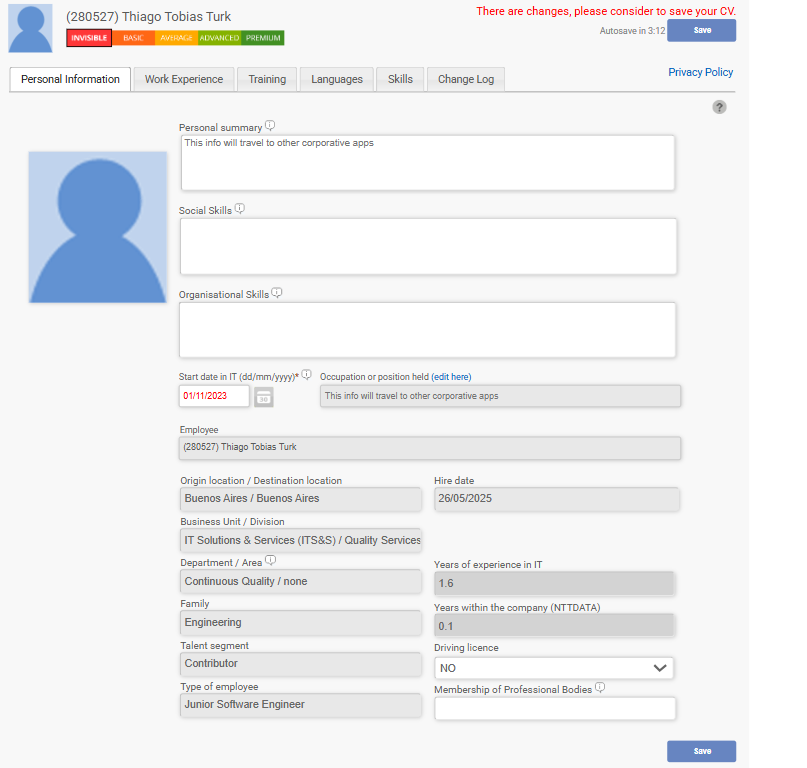 (280527) Thiago Tobias Turk
There are changes, please consider to save your CV.
INVISIBLE BASIC AVERAGE ADVANCED PREMIUM
Autosave in 3:12 Save
Personal Information Work Experience Training Languages Skills Change Log
Privacy Policy
?
Personal summary
This info will travel to other corporative apps
Social Skills
Organisational Skills
Start date in IT (dd/mm/yyyy)* Occupation or position held (edit here)
01/11/2023 This info will travel to other corporative apps
Employee
(280527) Thiago Tobias Turk
Origin location / Destination location Hire date
Buenos Aires / Buenos Aires 26/05/2025
Business Unit / Division
IT Solutions & Services (ITS&S) / Quality Services
Department / Area Years of experience in IT
Continuous Quality / none 1.6
Family Years within the company (NTTDATA)
Engineering 0.1
Talent segment Driving licence
Contributor NO
Type of employee Membership of Professional Bodies
Junior Software Engineer
Save